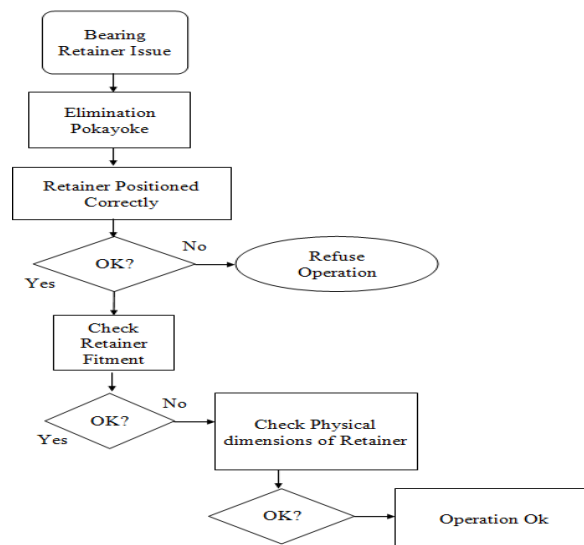 Bearing
Retainer Issue
Elimination
Pokayoke
Retainer Positioned
Correctly
OK?
No
Yes
Refuse
Operation
Check
Retainer
Fitment
OK?
No
Yes
Check Physical
dimensions of Retainer
OK?
Operation Ok